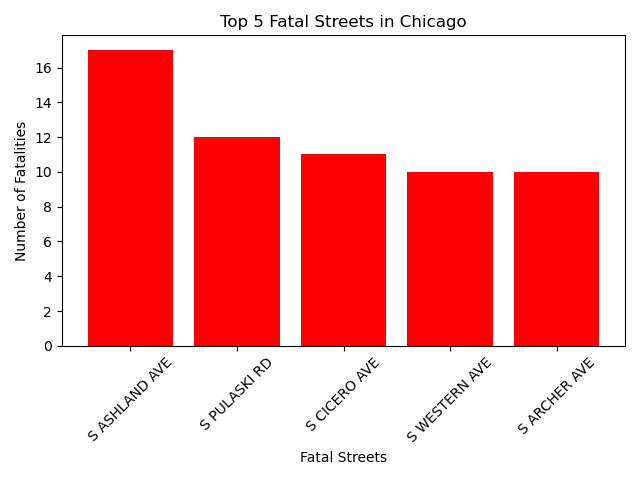 Top 5 Fatal Streets in Chicago
Number of Fatalities
16
14
12
10
8
6
4
2
0
S ASHLAND AVE
S PULASKI RD
S CICERO AVE
S WESTERN AVE
S ARCHER AVE
Fatal Streets